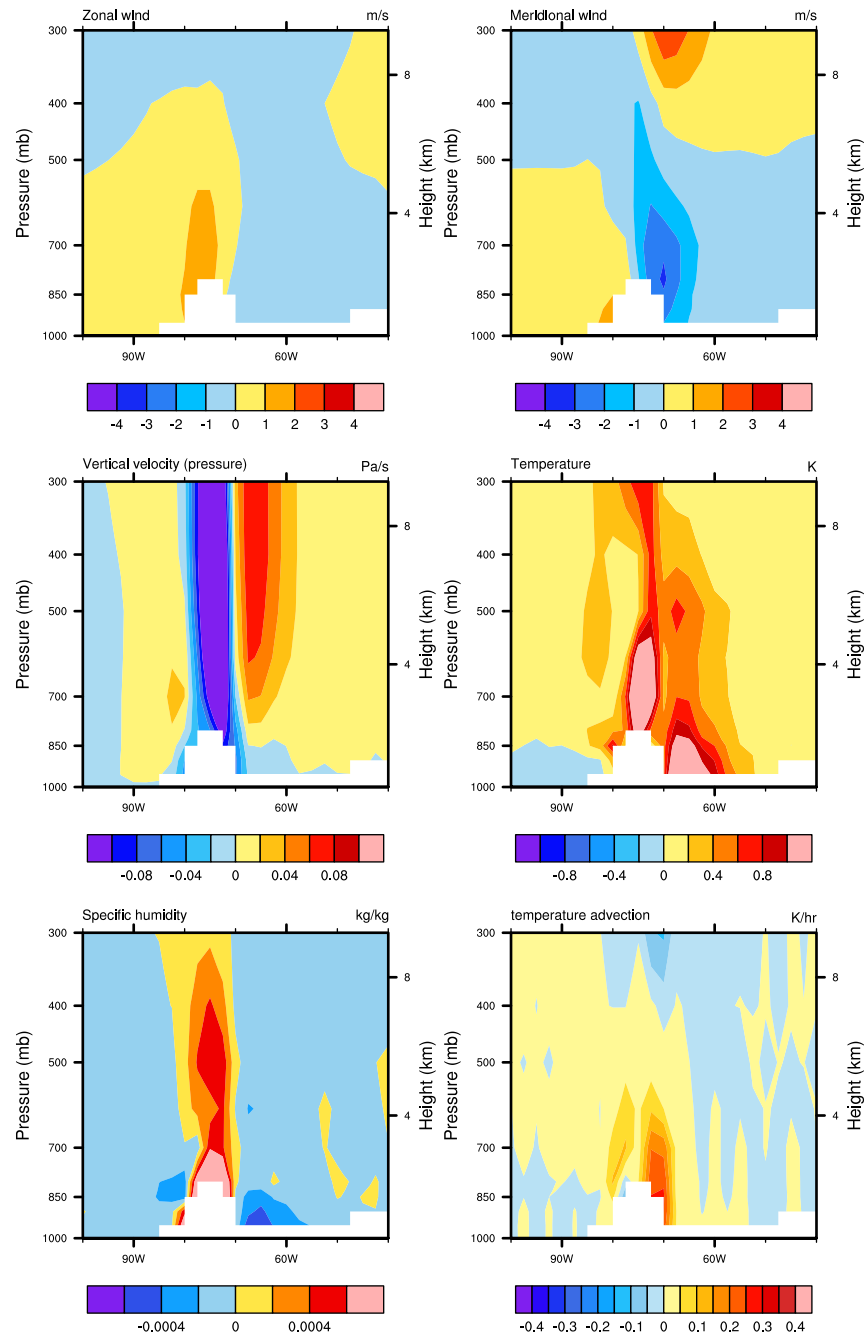 Zonal wind m/s
300
400
500
700
850
1000
Pressure (mb)
8
4
Height (km)
90W 60W
-4 -3 -2 -1 0 1 2 3 4
Meridional wind m/s
300
400
500
700
850
1000
Pressure (mb)
8
4
Height (km)
90W 60W
-4 -3 -2 -1 0 1 2 3 4
Vertical velocity (pressure) Pa/s
300
400
500
700
850
1000
Pressure (mb)
8
4
Height (km)
90W 60W
-0.08 -0.04 0 0.04 0.08
Temperature K
300
400
500
700
850
1000
Pressure (mb)
8
4
Height (km)
90W 60W
-0.8 -0.4 0 0.4 0.8
Specific humidity kg/kg
300
400
500
700
850
1000
Pressure (mb)
8
4
Height (km)
90W 60W
-0.0004 0 0.0004
temperature advection K/hr
300
400
500
700
850
1000
Pressure (mb)
8
4
Height (km)
90W 60W
-0.4 -0.3 -0.2 -0.1 0 0.1 0.2 0.3 0.4